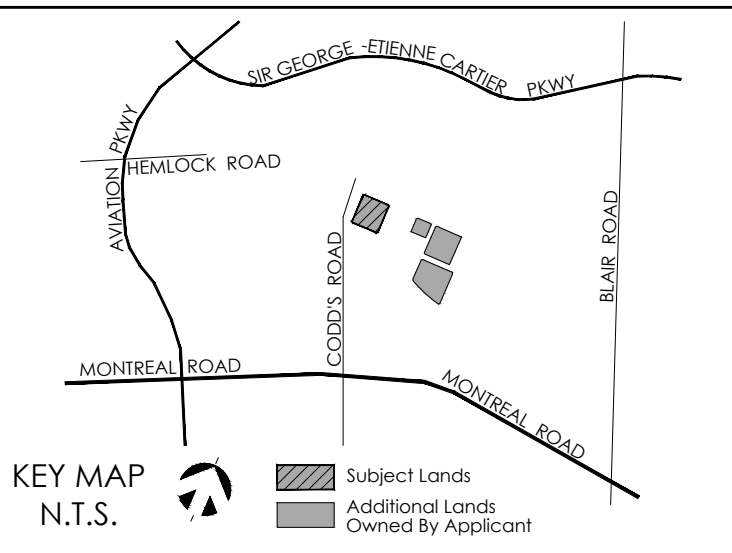 SIR GEORGE -ETIENNE CARTIER PKWY
AVIATION PKWY
HEMLOCK ROAD
CODD'S ROAD
BLAIR ROAD
MONTREAL ROAD
MONTREAL ROAD
KEY MAP
N.T.S.
Subject Lands
Additional Lands
Owned By Applicant